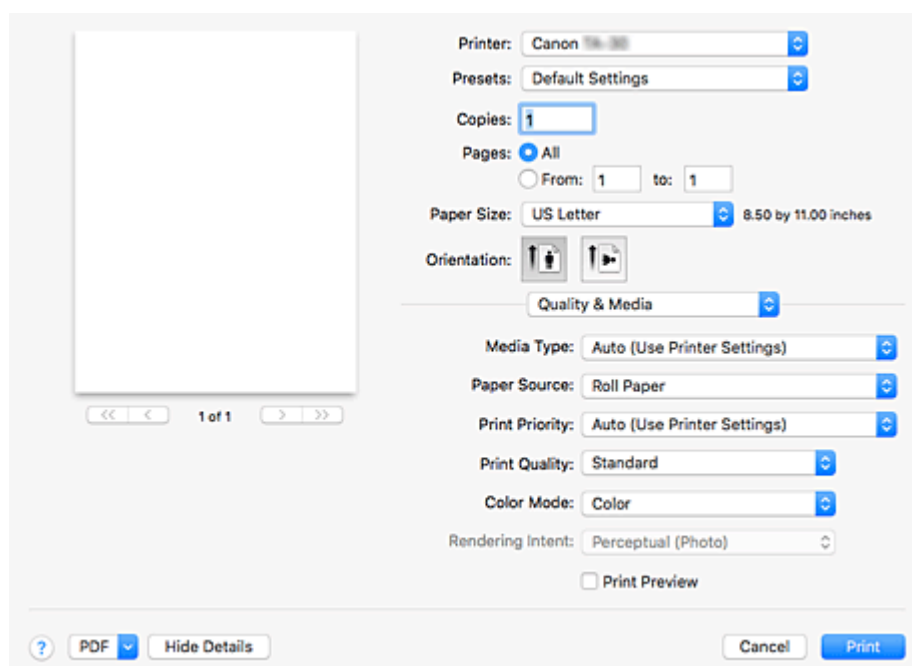 Printer: Canon
Presets: Default Settings
Copies: 1
Pages: All
From: 1 to: 1
Paper Size: US Letter 8.50 by 11.00 inches
Orientation:
Quality & Media
Media Type: Auto (Use Printer Settings)
Paper Source: Roll Paper
Print Priority: Auto (Use Printer Settings)
Print Quality: Standard
Color Mode: Color
Rendering Intent: Perceptual (Photo)
Print Preview
<< < 1 of 1 > >>
? PDF Hide Details Cancel Print